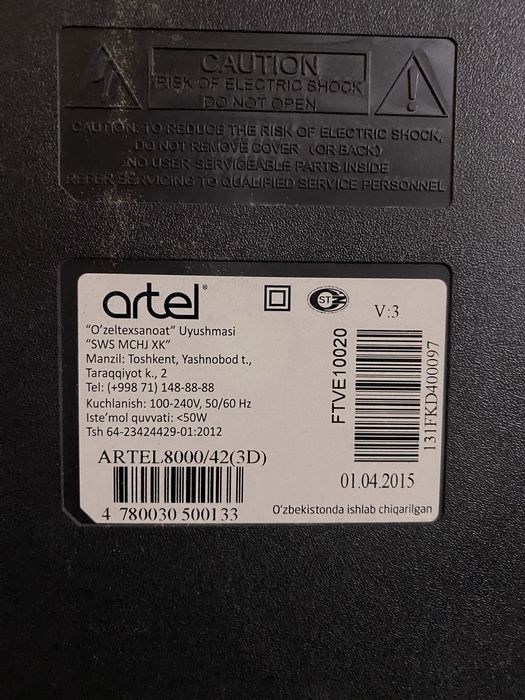 CAUTION
RISK OF ELECTRIC SHOCK
DO NOT OPEN
CAUTION: TO REDUCE THE RISK OF ELECTRIC SHOCK,
DO NOT REMOVE COVER (OR BACK)
NO USER SERVICEABLE PARTS INSIDE
REFER SERVICING TO QUALIFIED SERVICE PERSONNEL
artel®
ST
V:3
"O'zeltexsanoat" Uyushmasi
"SWS MCHJ XK"
Manzil: Toshkent, Yashnobod t.,
Taraqqiyot k., 2
Tel: (+998 71) 148-88-88
Kuchlanish: 100-240V, 50/60 Hz
Iste'mol quvvati: <50W
Tsh 64-23424429-01:2012
ARTEL8000/42(3D)
4 780030 500133
FTVE10020
131FKD400097
01.04.2015
O'zbekistonda ishlab chiqarilgan